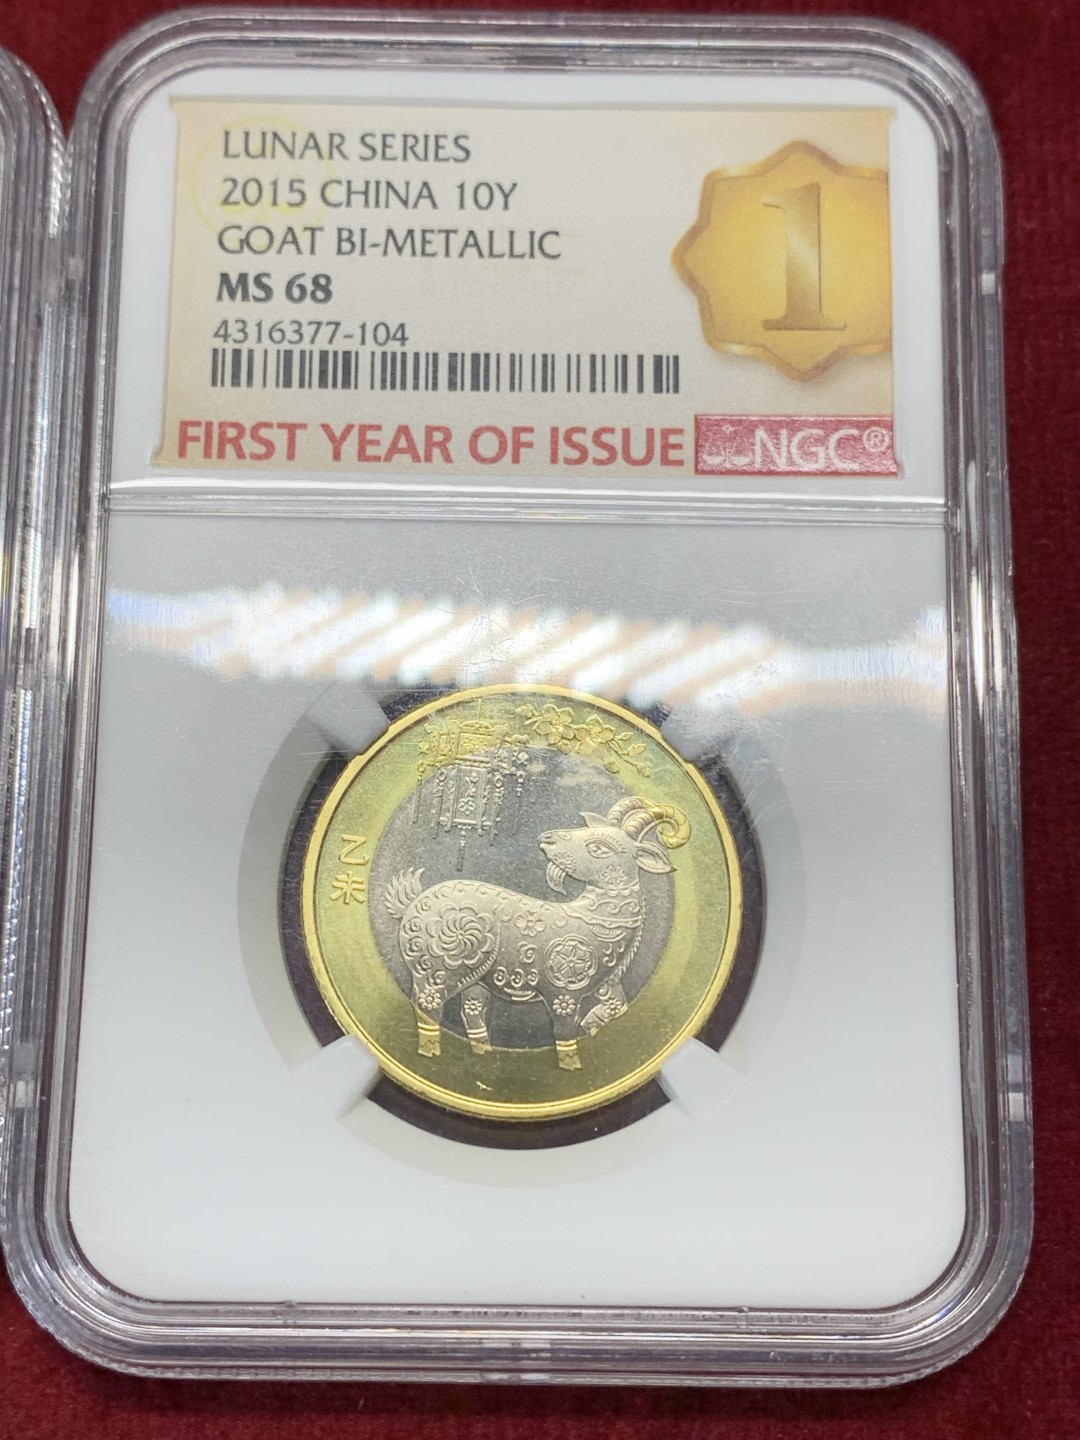 LUNAR SERIES
2015 CHINA 10Y
GOAT BI-METALLIC
MS 68
4316377-104
1
FIRST YEAR OF ISSUE NGC®
乙
未